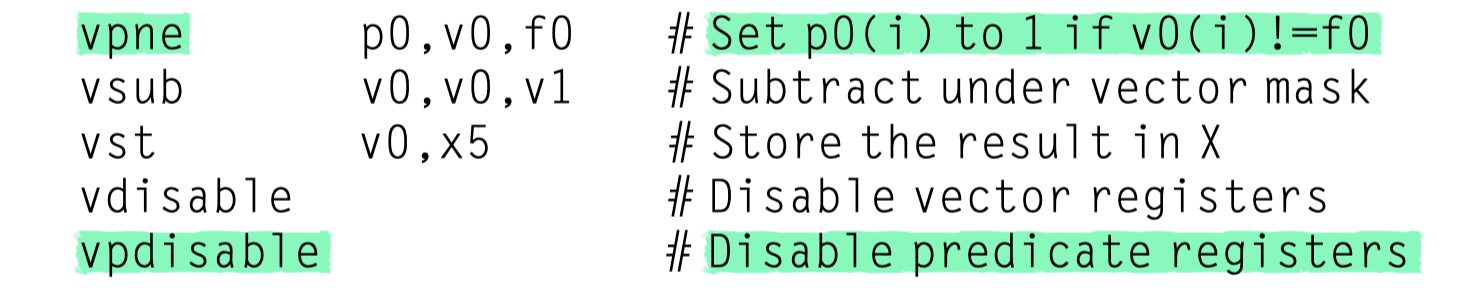 vpne p0,v0,f0 # Set p0(i) to 1 if v0(i)!=f0
vsub v0,v0,v1 # Subtract under vector mask
vst v0,x5 # Store the result in X
vdisable # Disable vector registers
vpdisable # Disable predicate registers